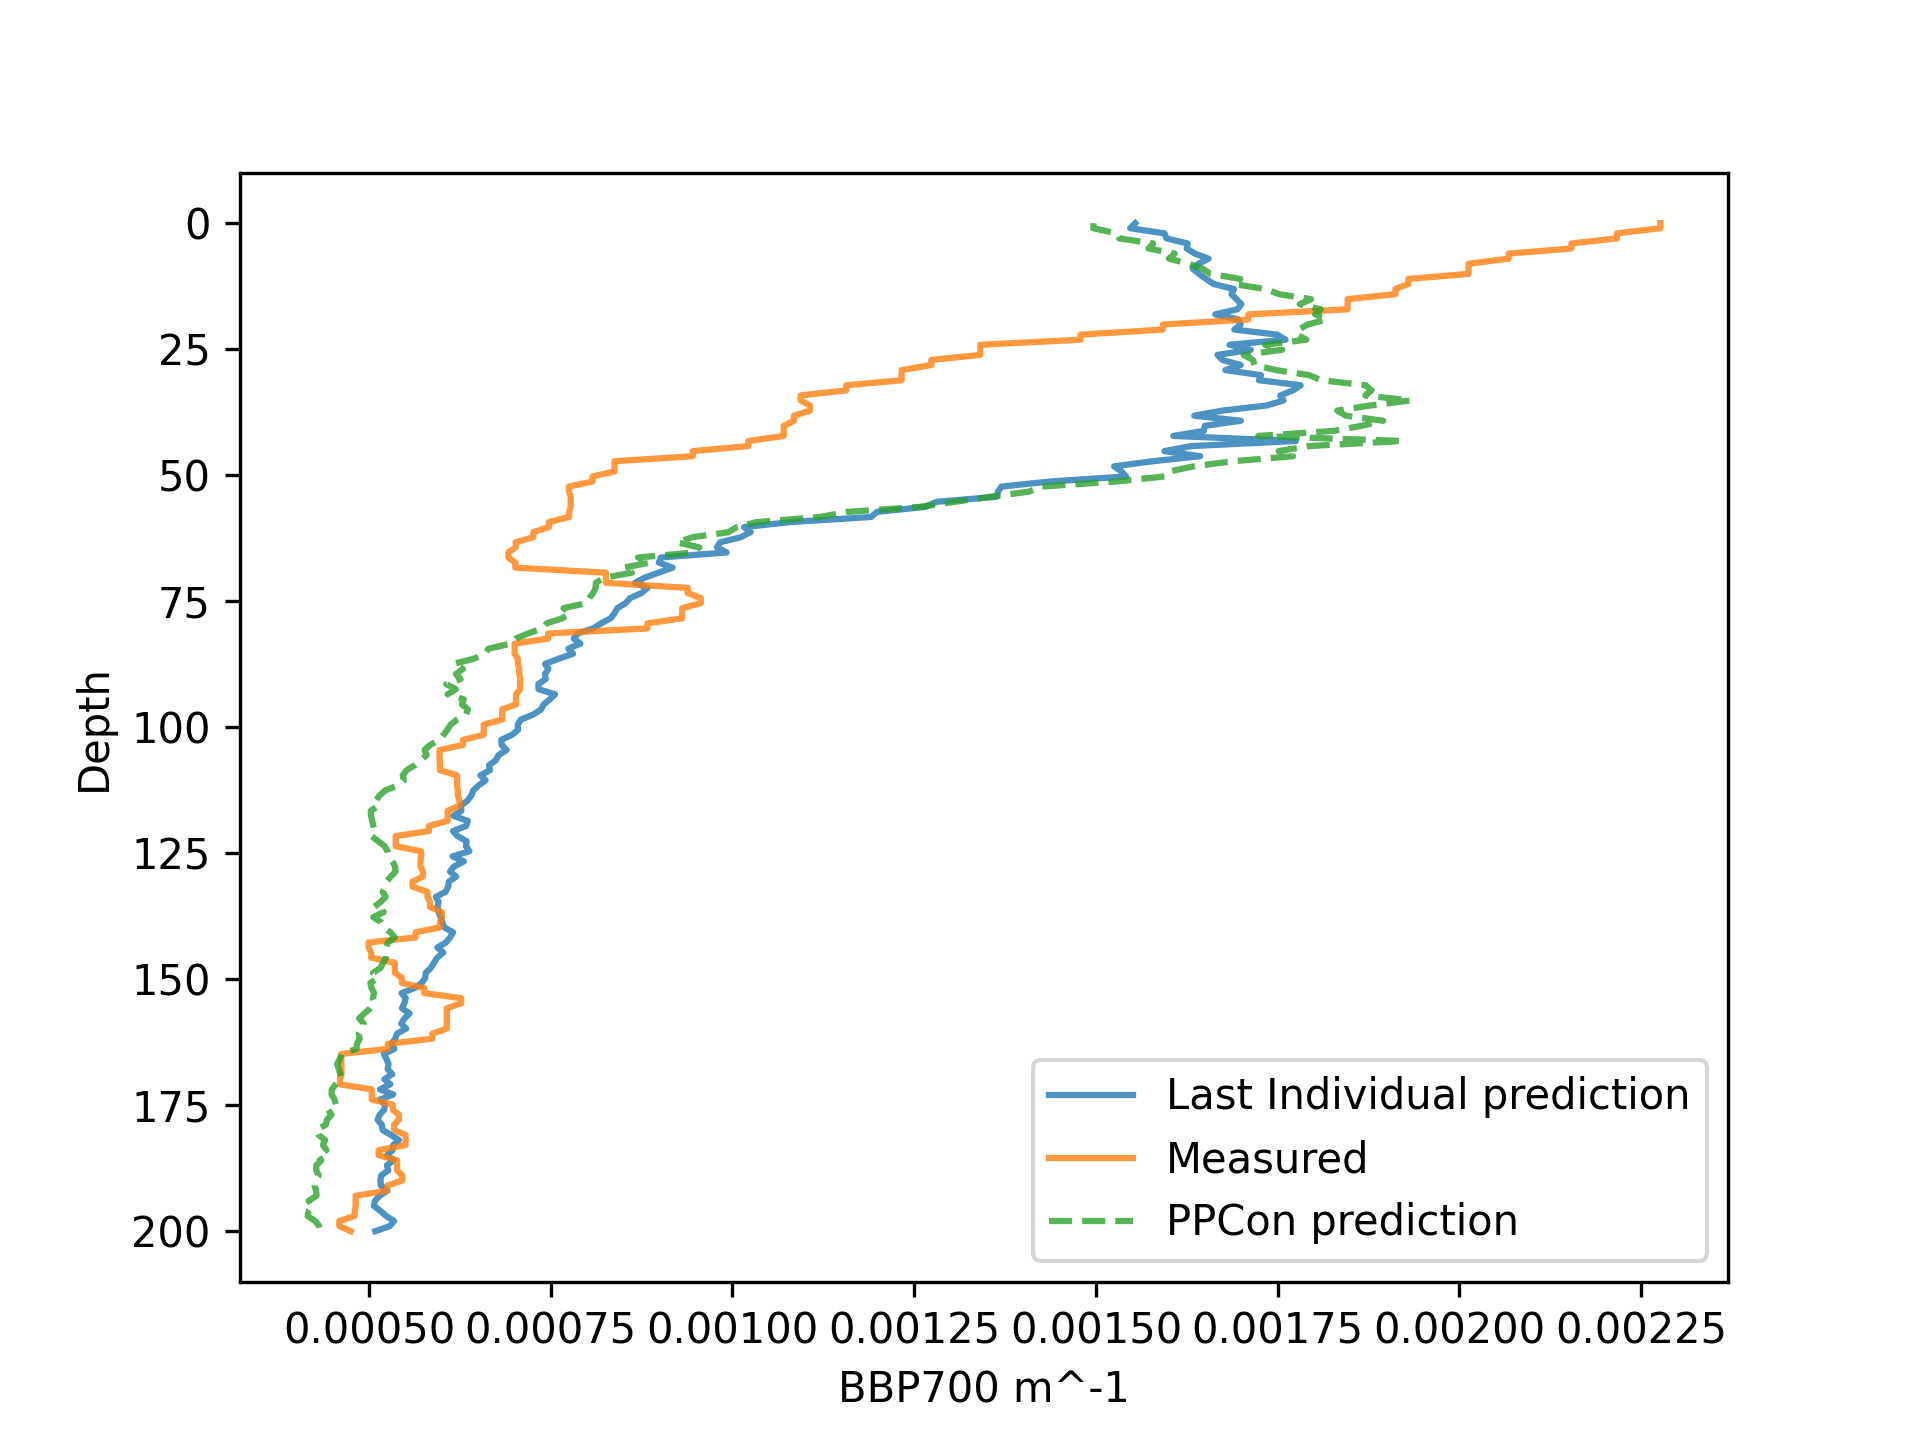 0
25
50
75
100
125
150
175
200
Depth
Last Individual prediction
Measured
PPCon prediction
0.00050 0.00075 0.00100 0.00125 0.00150 0.00175 0.00200 0.00225
BBP700 m^-1